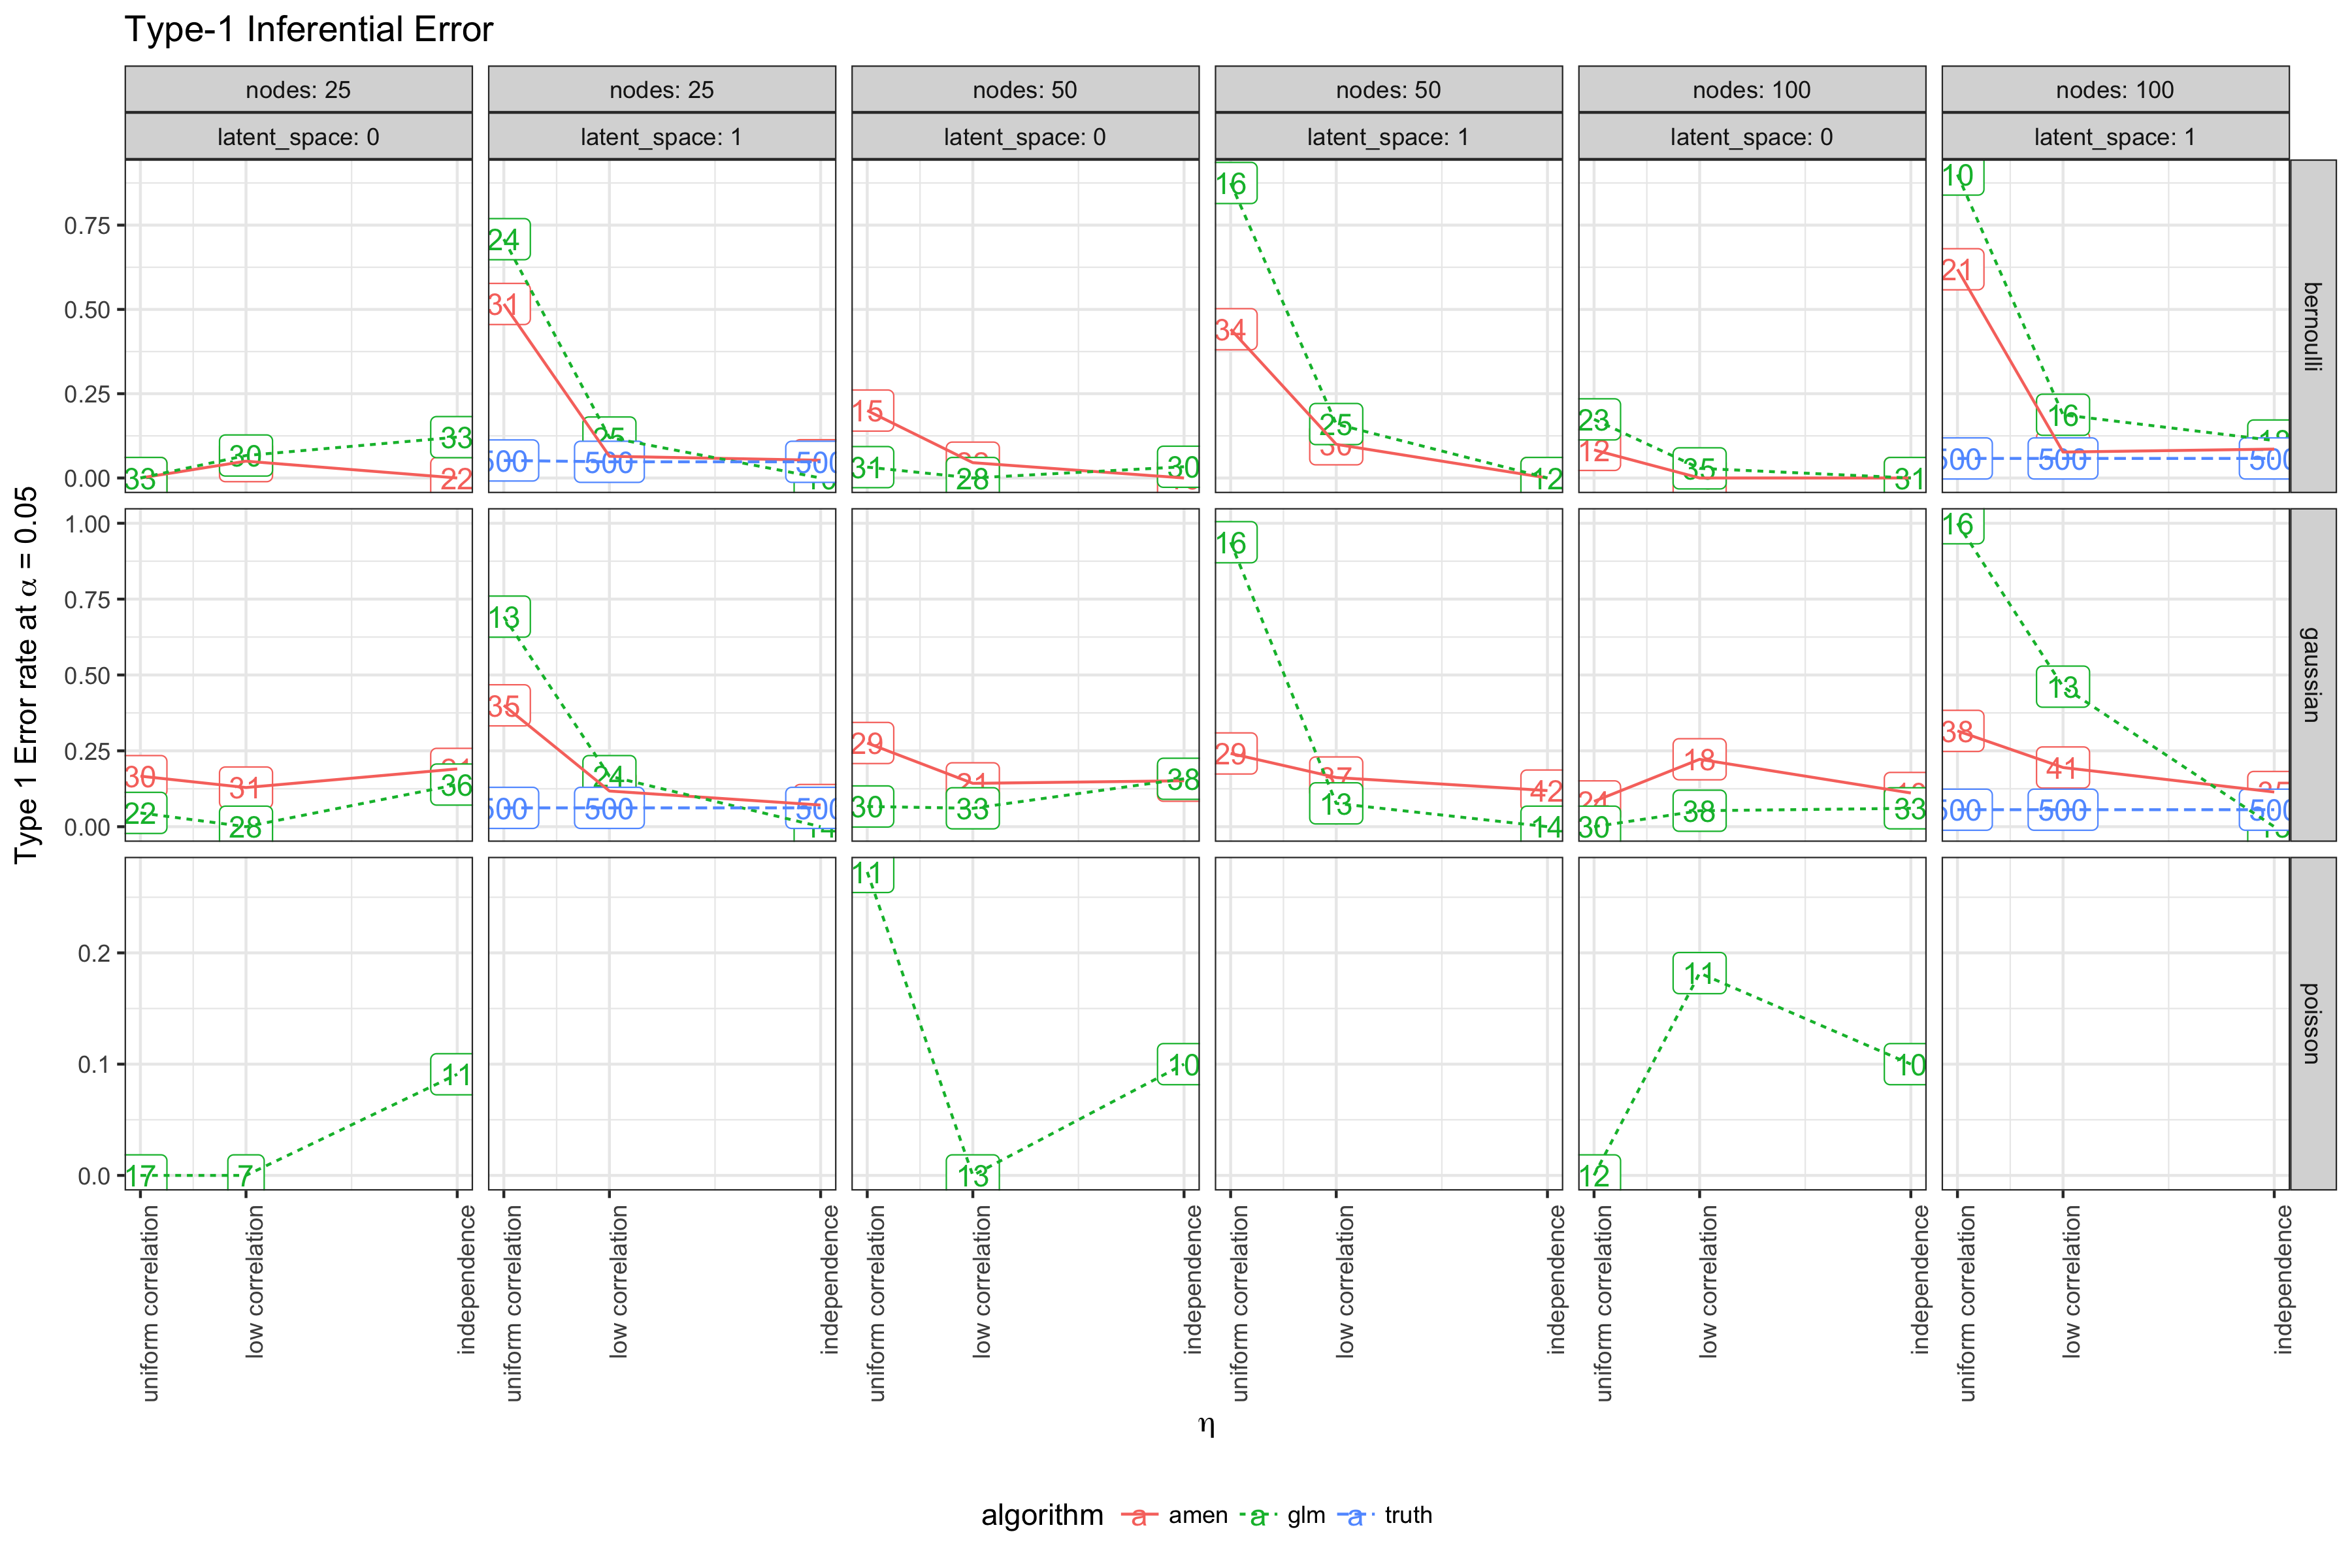 Type-1 Inferential Error
nodes: 25 nodes: 25 nodes: 50 nodes: 50 nodes: 100 nodes: 100
latent_space: 0 latent_space: 1 latent_space: 0 latent_space: 1 latent_space: 0 latent_space: 1
Type 1 Error rate at α = 0.05
0.75
0.50
0.25
0.00
33 30 33 22
24 31 25 500 500 500
15 31 28 30
16 34 25 30 12
23 12 35 31
10 21 16 500 500 500
bernoulli
1.00
0.75
0.50
0.25
0.00
30 22 31 28 36
13 35 24 500 500 500 14
29 30 21 33 38
16 29 37 13 42 14
21 30 18 38 33
16 38 13 41 500 500 500
gaussian
0.2
0.1
0.0
17 7 11
11 13 10
12 11 10
poisson
uniform correlation low correlation independence
uniform correlation low correlation independence
uniform correlation low correlation independence
uniform correlation low correlation independence
uniform correlation low correlation independence
uniform correlation low correlation independence
η
algorithm a amen a glm a truth